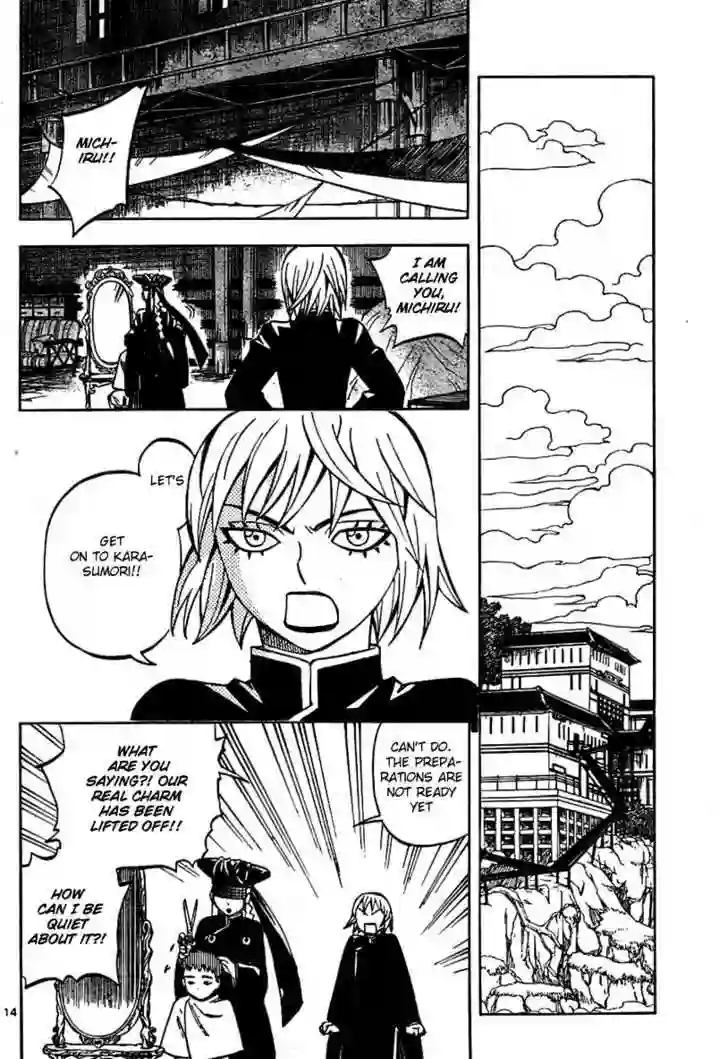 MICH-
IRU!!
I AM
CALLING
YOU,
MICHIRU!
LET'S
GET
ON TO KARA-
SUMORI!!
CAN'T DO.
THE PREPA-
RATIONS ARE
NOT READY
YET
WHAT
ARE YOU
SAYING?! OUR
REAL CHARM
HAS BEEN
LIFTED OFF!!
HOW
CAN I BE
QUIET
ABOUT IT?!
14